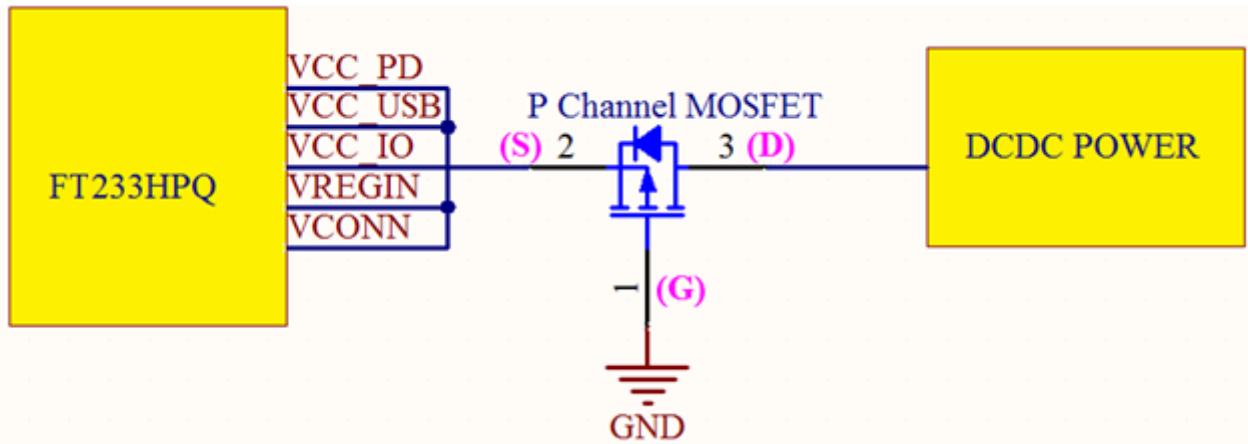 VCC_PD
VCC_USB
P Channel MOSFET
VCC_IO
(S) 2
3 (D)
DCDC POWER
FT233HPQ
VREGIN
VCONN
1 (G)
GND